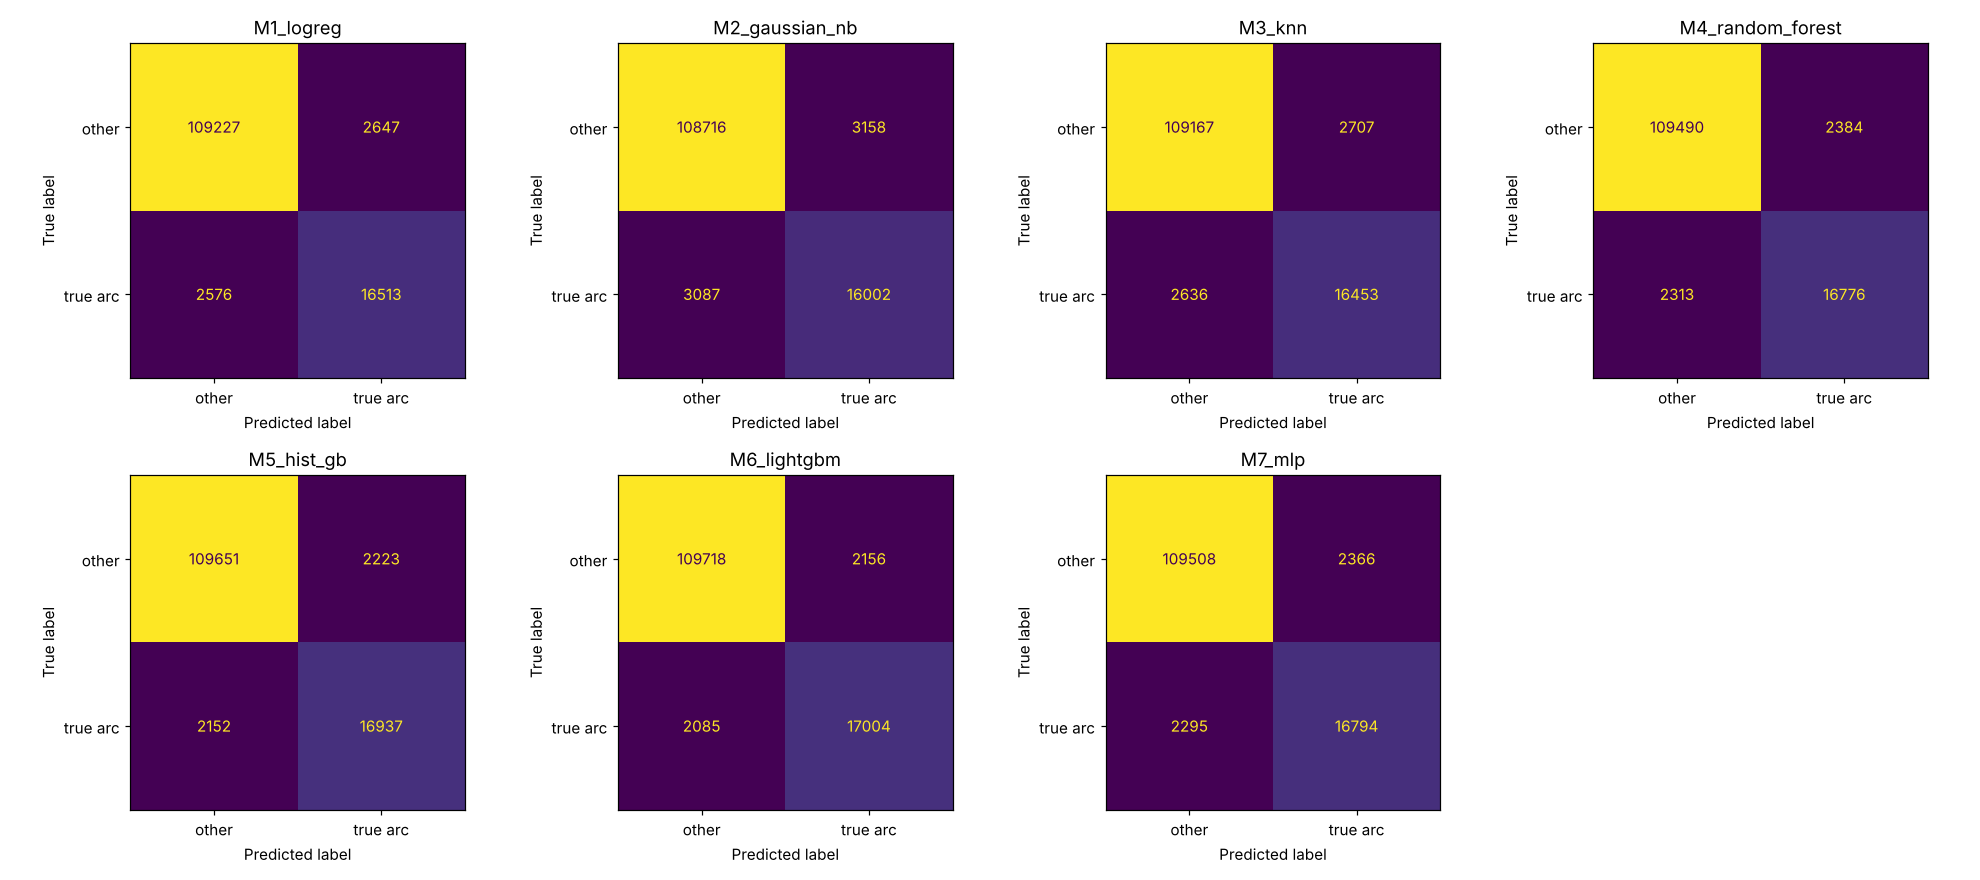 M1_logreg
True label
other
109227 2647
true arc
2576 16513
other true arc
Predicted label
M2_gaussian_nb
True label
other
108716 3158
true arc
3087 16002
other true arc
Predicted label
M3_knn
True label
other
109167 2707
true arc
2636 16453
other true arc
Predicted label
M4_random_forest
True label
other
109490 2384
true arc
2313 16776
other true arc
Predicted label
M5_hist_gb
True label
other
109651 2223
true arc
2152 16937
other true arc
Predicted label
M6_lightgbm
True label
other
109718 2156
true arc
2085 17004
other true arc
Predicted label
M7_mlp
True label
other
109508 2366
true arc
2295 16794
other true arc
Predicted label